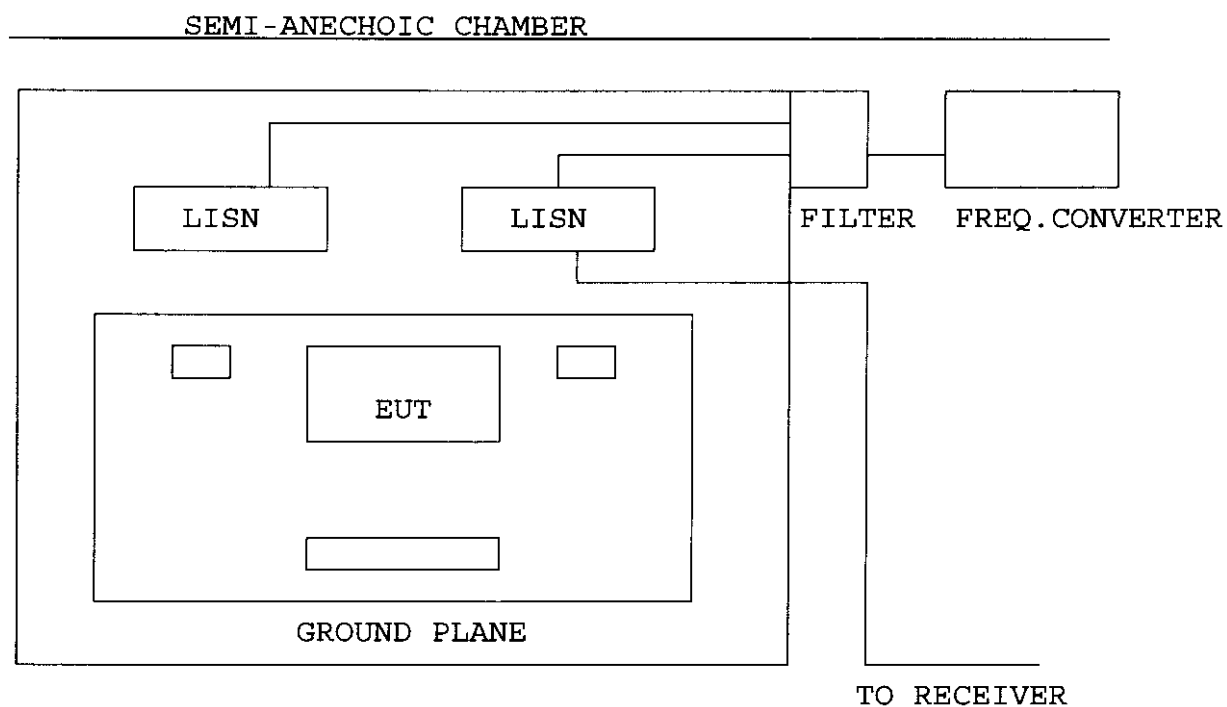 SEMI-ANECHOIC CHAMBER
LISN LISN FILTER FREQ.CONVERTER
EUT
GROUND PLANE
TO RECEIVER